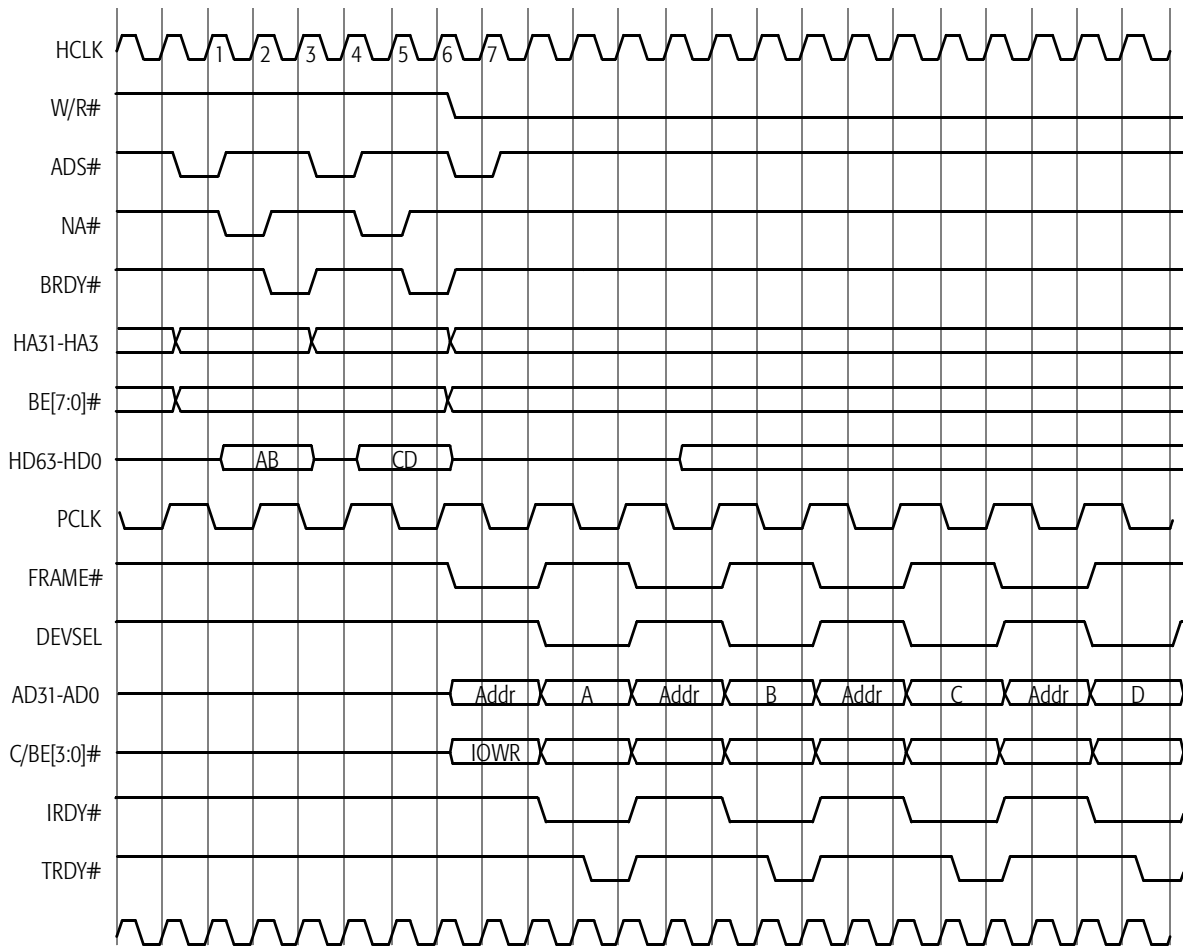 HCLK 1 2 3 4 5 6 7
W/R#
ADS#
NA#
BRDY#
HA31-HA3
BE[7:0]#
HD63-HD0 AB CD
PCLK
FRAME#
DEVSEL
AD31-AD0 Addr A Addr B Addr C Addr D
C/BE[3:0]# IOWR
IRDY#
TRDY#